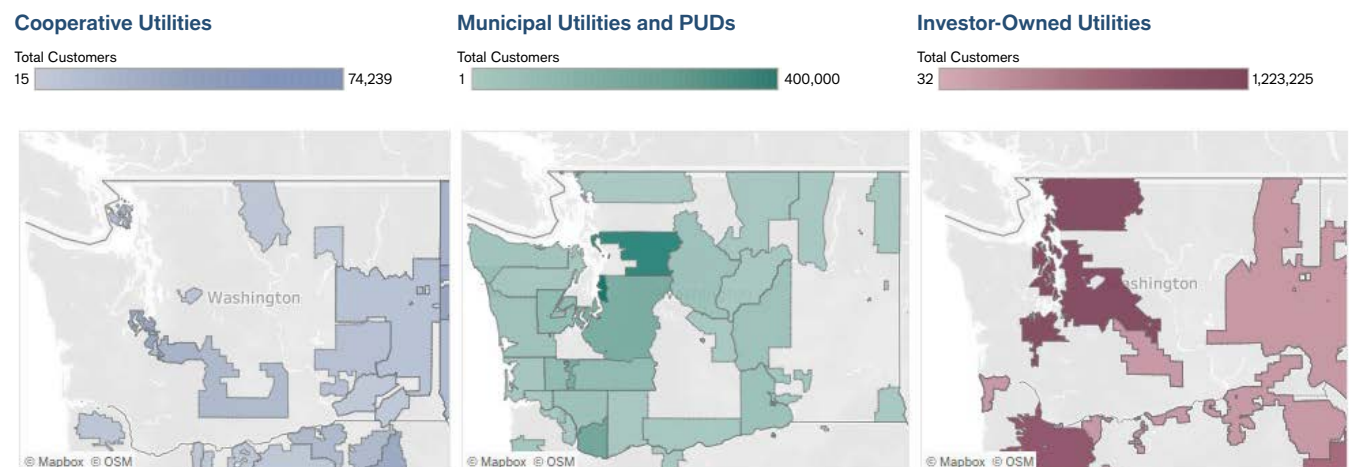 Cooperative Utilities
Total Customers
15 74,239
Washington
© Mapbox © OSM
Municipal Utilities and PUDs
Total Customers
1 400,000
© Mapbox © OSM
Investor-Owned Utilities
Total Customers
32 1,223,225
shington
© Mapbox © OSM